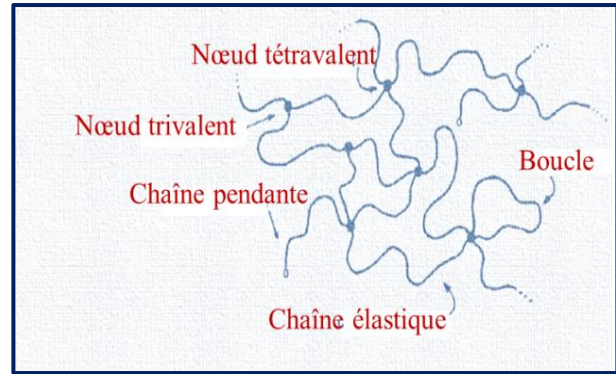 Nœud tétravalent
Nœud trivalent
Boucle
Chaîne pendante
Chaîne élastique